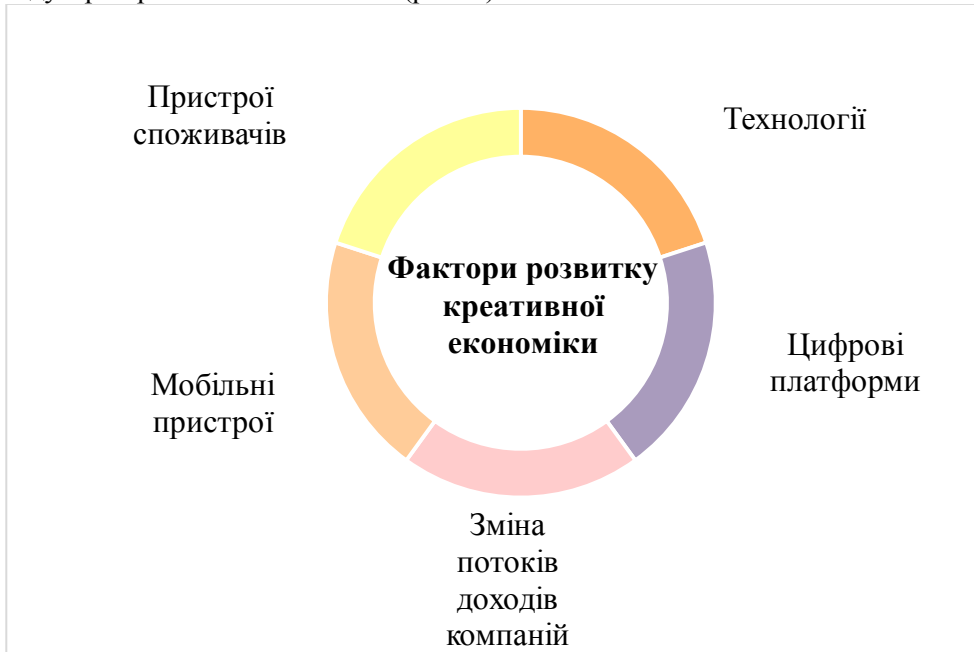 Пристрої
споживачів
Технології
Фактори розвитку
креативної
економіки
Мобільні
пристрої
Цифрові
платформи
Зміна
потоків
доходів
компаній